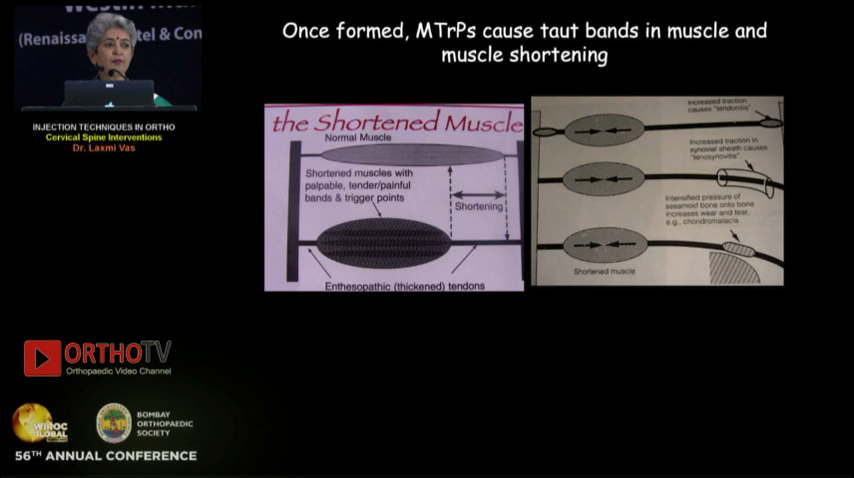 Westin Mum
(Renaissa tel & Con
Once formed, MTrPs cause taut bands in muscle and
muscle shortening
INJECTION TECHNIQUES IN ORTHO
Cervical Spine Interventions
Dr. Laxmi Vas
the Shortened Muscle
Normal Muscle
Shortened muscles with
palpable, tender/painful
bands & trigger points
Shortening
Enthesopathic (thickened) tendons
Increased traction
causes "tendonitis".
Increased traction in
synovial sheath causes
"tenosynovitis".
Intensified pressure of
sesamoid bone onto bone
increases wear and tear,
e.g., chondromalacia
Shortened muscle
ORTHOTV
Orthopaedic Video Channel
WIROC
GLOBAL
BOMBAY
ORTHOPAEDIC
SOCIETY
56TH ANNUAL CONFERENCE